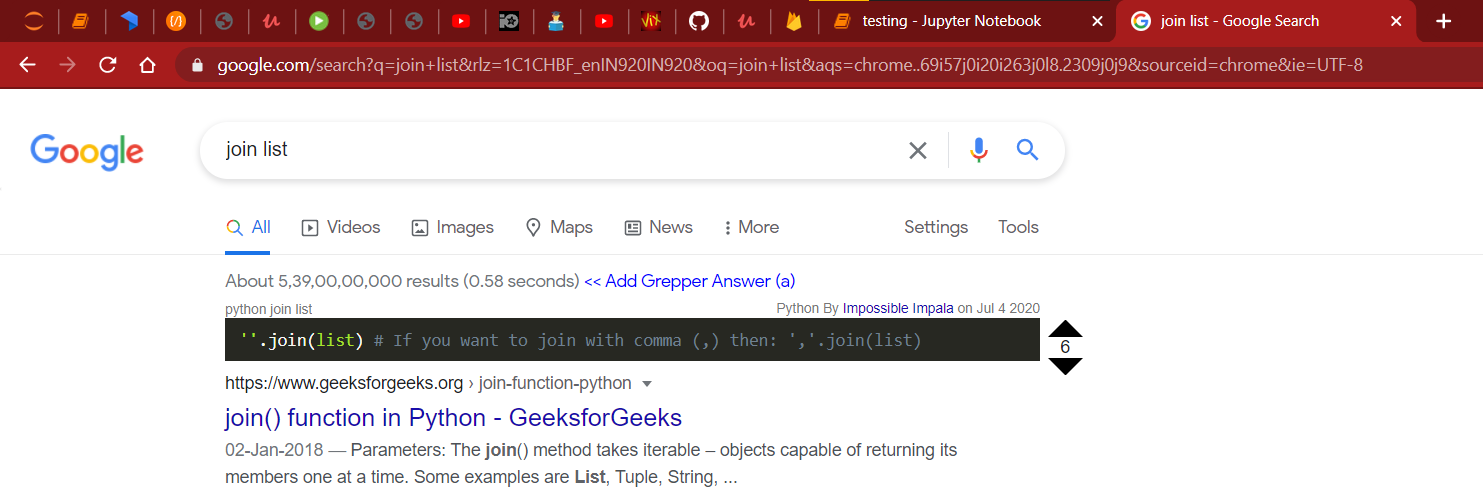 testing - Jupyter Notebook
join list - Google Search
google.com/search?q=join+list&rlz=1C1CHBF_enIN920IN920&oq=join+list&aqs=chrome..69i57j0i20i263j0l8.2309j0j9&sourceid=chrome&ie=UTF-8
Google
join list
All Videos Images Maps News More Settings Tools
About 5,39,00,00,000 results (0.58 seconds) << Add Grepper Answer (a)
python join list Python By Impossible Impala on Jul 4 2020
''.join(list) # If you want to join with comma (,) then: ','.join(list)
6
https://www.geeksforgeeks.org › join-function-python
join() function in Python - GeeksforGeeks
02-Jan-2018 — Parameters: The join() method takes iterable – objects capable of returning its
members one at a time. Some examples are List, Tuple, String, ...